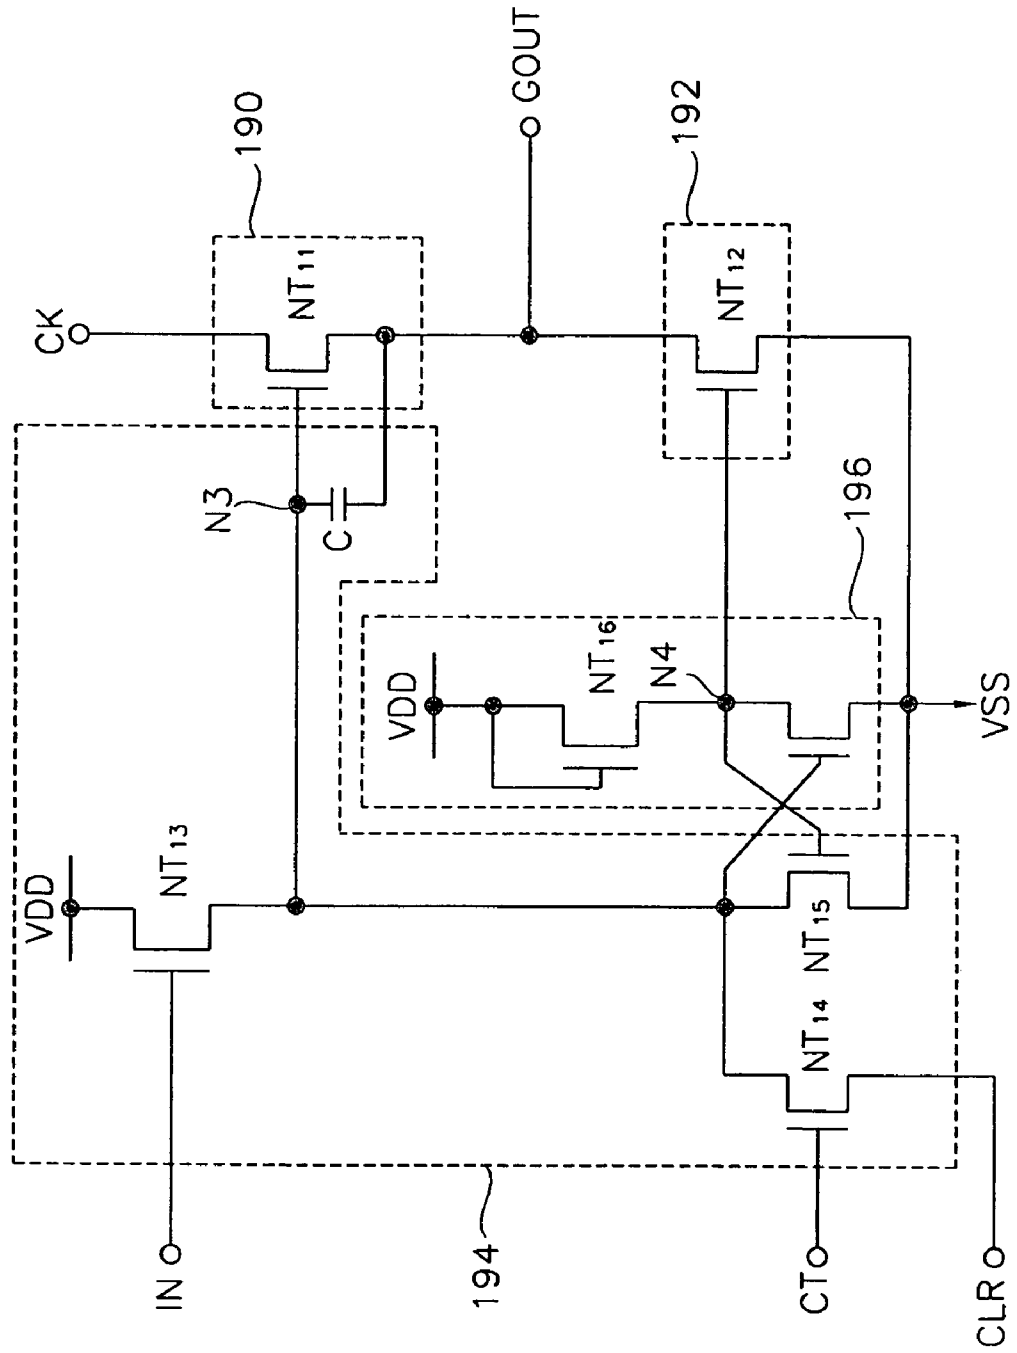 CK
190
NT11
GOUT
N3
C
VDD
NT13
IN
194
VDD
NT16
N4
192
NT12
196
NT15
NT14
VSS
CT
CLR